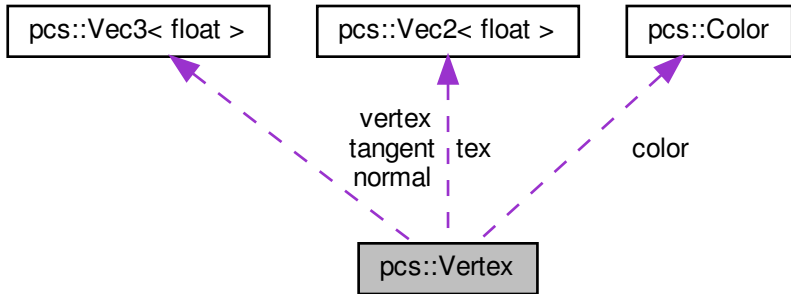 pcs::Vec3< float >
pcs::Vec2< float >
pcs::Color
vertex
tangent
normal
tex
color
pcs::Vertex